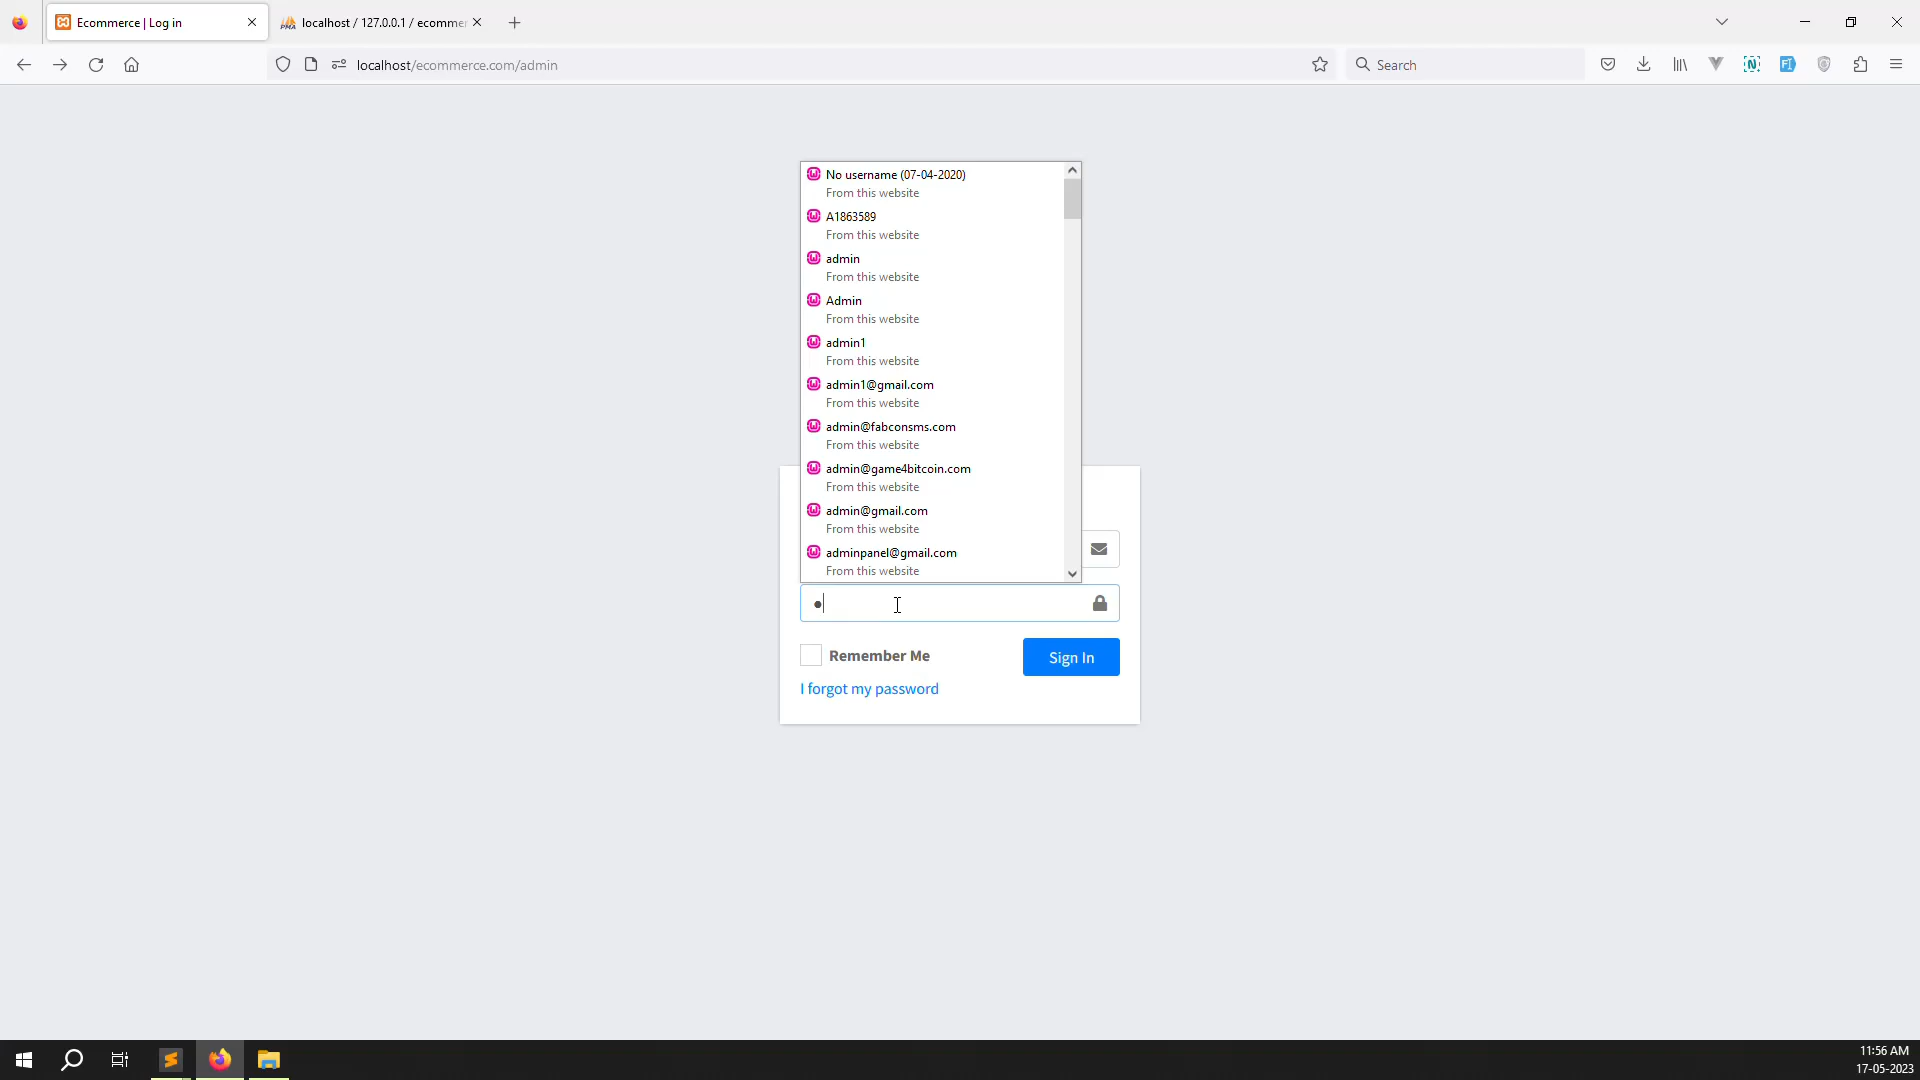 Ecommerce | Log in
localhost / 127.0.0.1 / ecommer
localhost/ecommerce.com/admin
Search
No username (07-04-2020)
From this website
A1863589
From this website
admin
From this website
Admin
From this website
admin1
From this website
admin1@gmail.com
From this website
admin@fabconsms.com
From this website
admin@game4bitcoin.com
From this website
admin@gmail.com
From this website
adminpanel@gmail.com
From this website
Remember Me
Sign In
I forgot my password
11:56 AM
17-05-2023